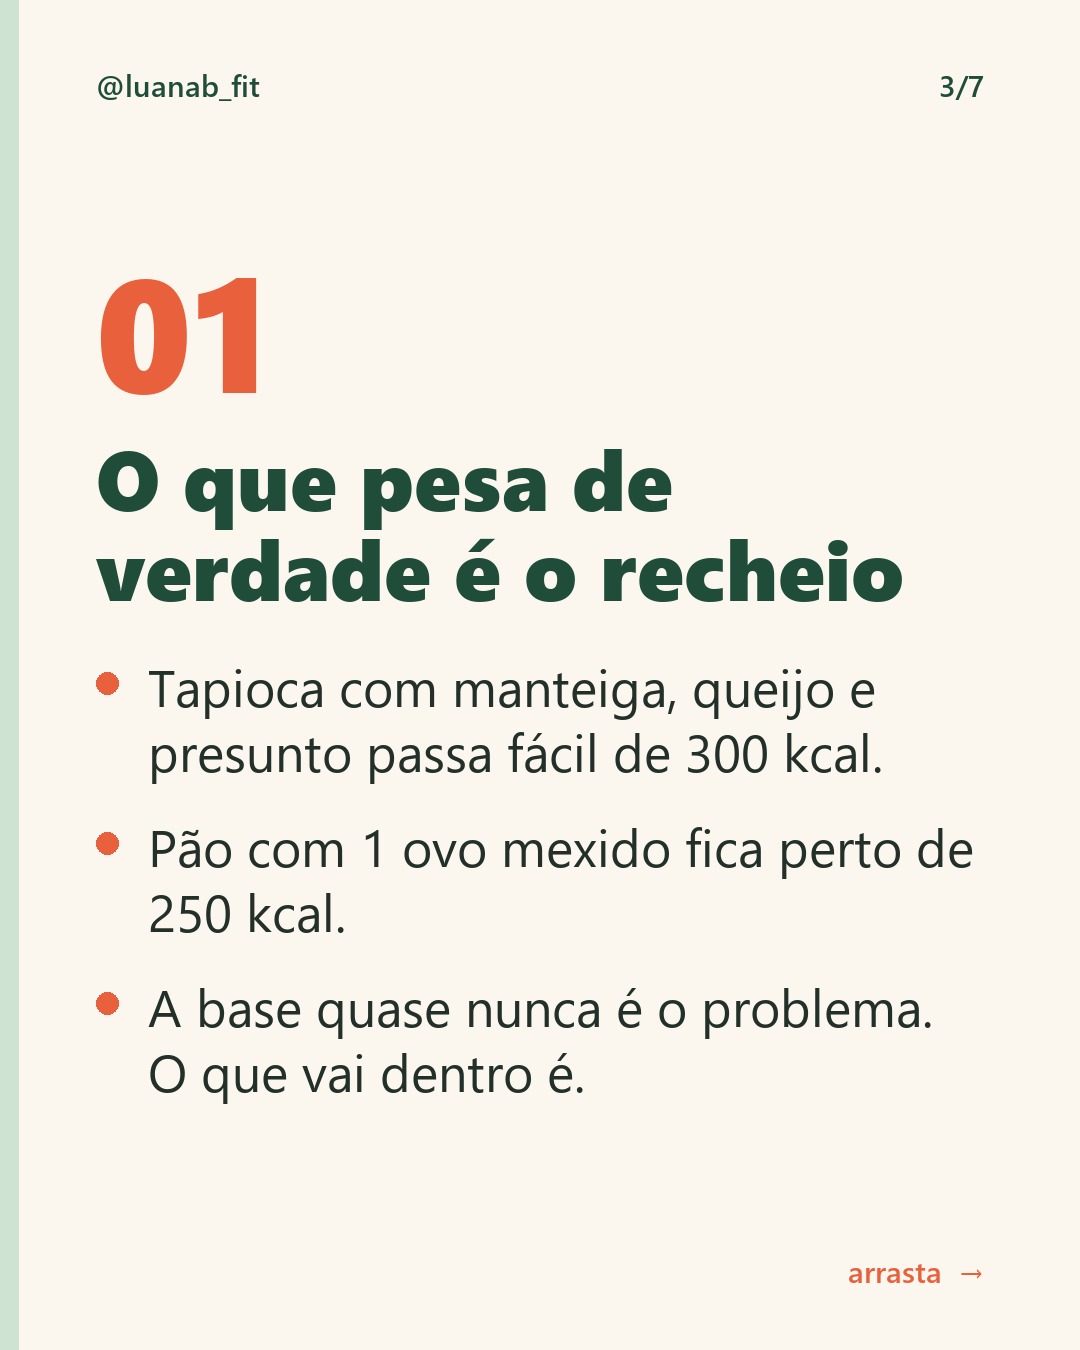 @luanab_fit
3/7
01
O que pesa de
verdade é o recheio
Tapioca com manteiga, queijo e
presunto passa fácil de 300 kcal.
Pão com 1 ovo mexido fica perto de
250 kcal.
A base quase nunca é o problema.
O que vai dentro é.
arrasta →